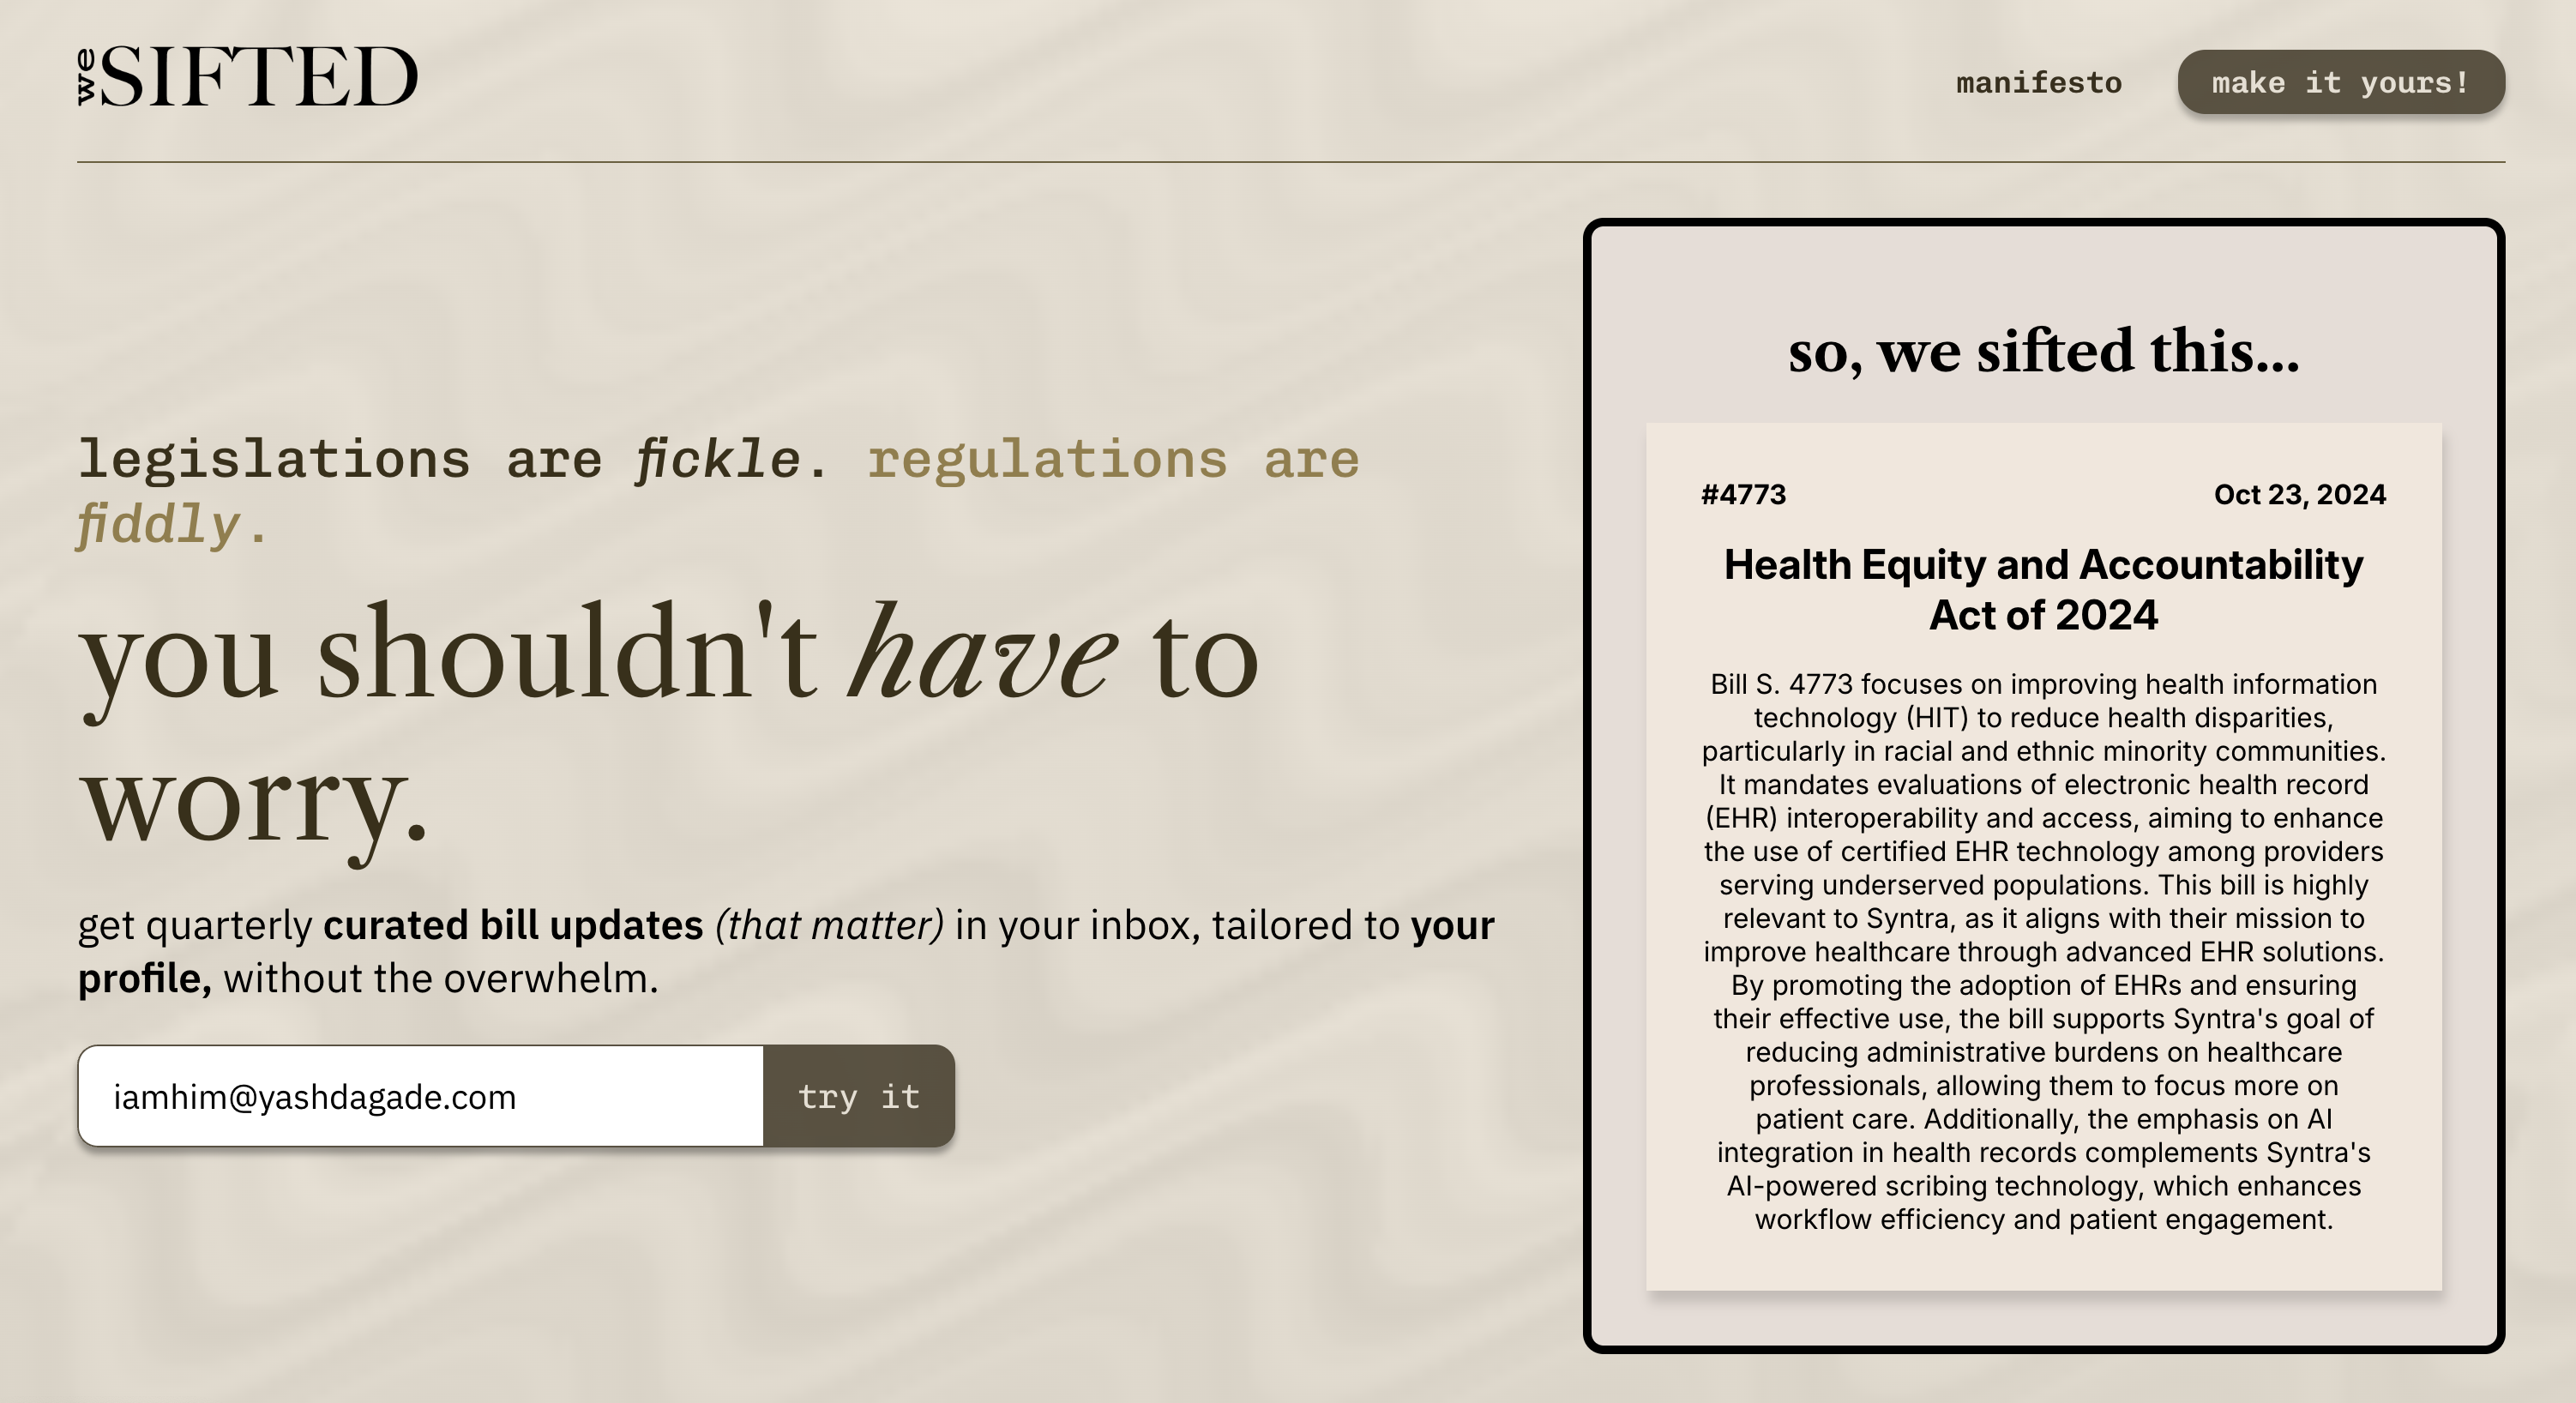 we SIFTED
manifesto
make it yours!
legislations are fickle. regulations are
fiddly.
you shouldn't have to
worry.
get quarterly curated bill updates (that matter) in your inbox, tailored to your
profile, without the overwhelm.
iamhim@yashdagade.com
try it
so, we sifted this...
#4773
Oct 23, 2024
Health Equity and Accountability
Act of 2024
Bill S. 4773 focuses on improving health information
technology (HIT) to reduce health disparities,
particularly in racial and ethnic minority communities.
It mandates evaluations of electronic health record
(EHR) interoperability and access, aiming to enhance
the use of certified EHR technology among providers
serving underserved populations. This bill is highly
relevant to Syntra, as it aligns with their mission to
improve healthcare through advanced EHR solutions.
By promoting the adoption of EHRs and ensuring
their effective use, the bill supports Syntra's goal of
reducing administrative burdens on healthcare
professionals, allowing them to focus more on
patient care. Additionally, the emphasis on AI
integration in health records complements Syntra's
AI-powered scribing technology, which enhances
workflow efficiency and patient engagement.